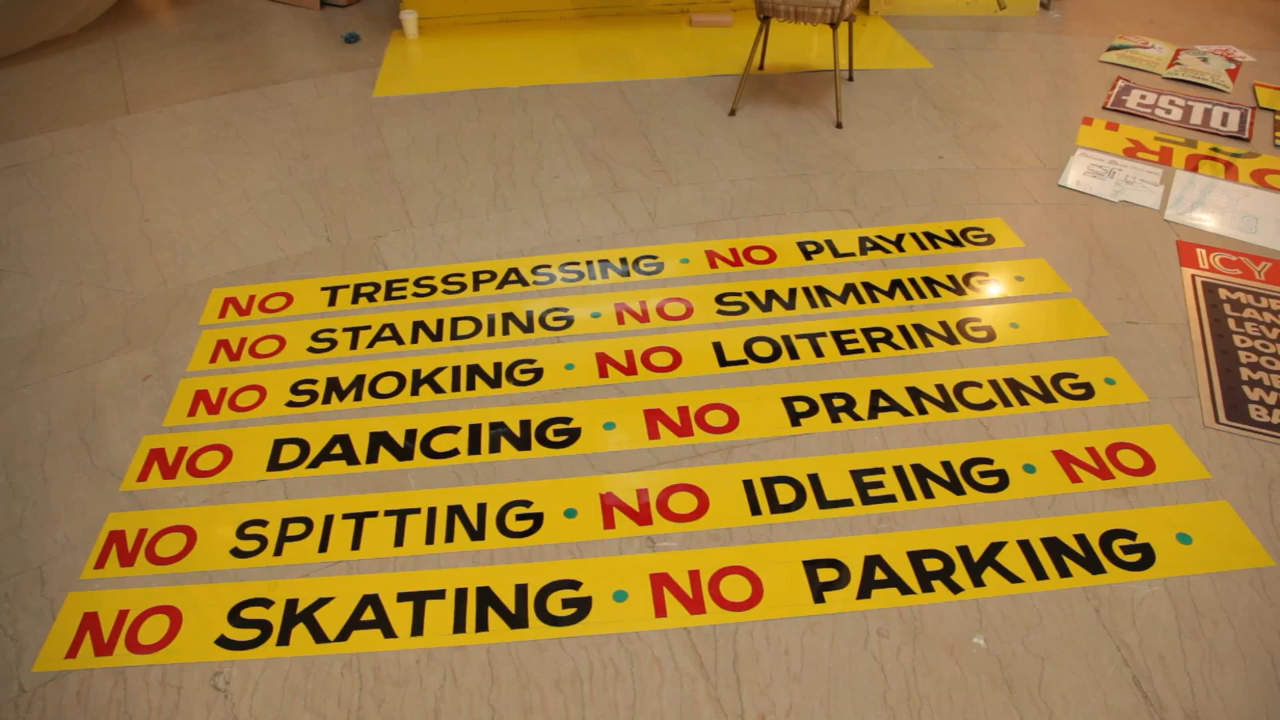 NO TRESSPASSING · NO PLAYING
NO STANDING · NO SWIMMING ·
NO SMOKING · NO LOITERING ·
NO DANCING · NO PRANCING ·
NO SPITTING · NO IDLEING · NO
NO SKATING · NO PARKING ·
esto
OUR
ICY